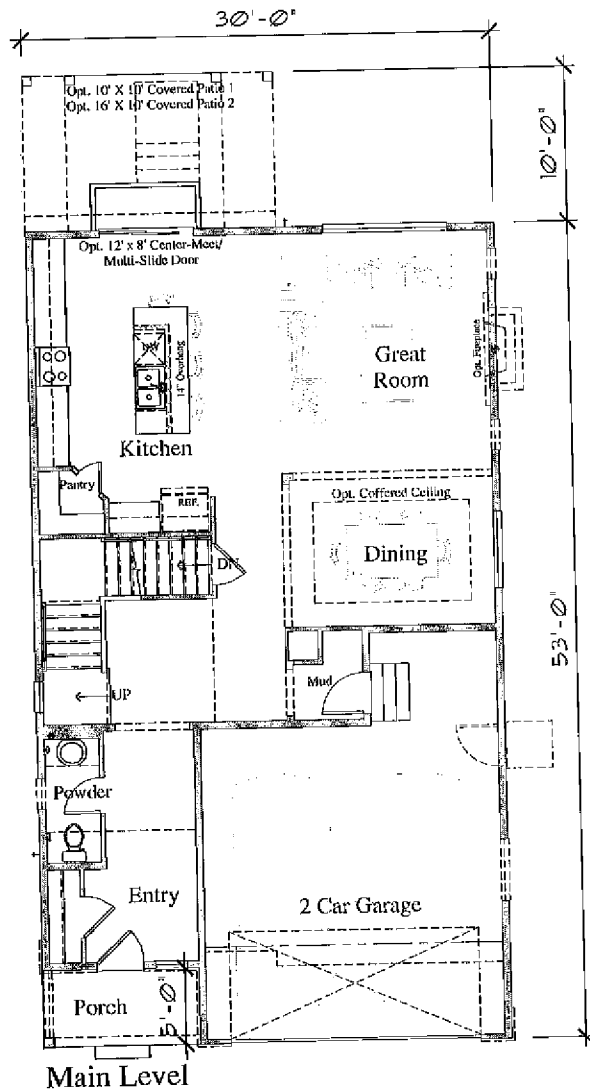 30'-0"
Opt. 10' X 10' Covered Patio 1
Opt. 16' X 10' Covered Patio 2
10'-0"
Opt. 12' x 8' Center-Meet/
Multi-Slide Door
D/W
14" Overhang
Great
Room
Opt. Fireplace
Kitchen
Pantry
REF.
Opt. Coffered Ceiling
Dining
DN
53'-0"
Mud
UP
Powder
Entry
2 Car Garage
Porch
5'-0"
Main Level